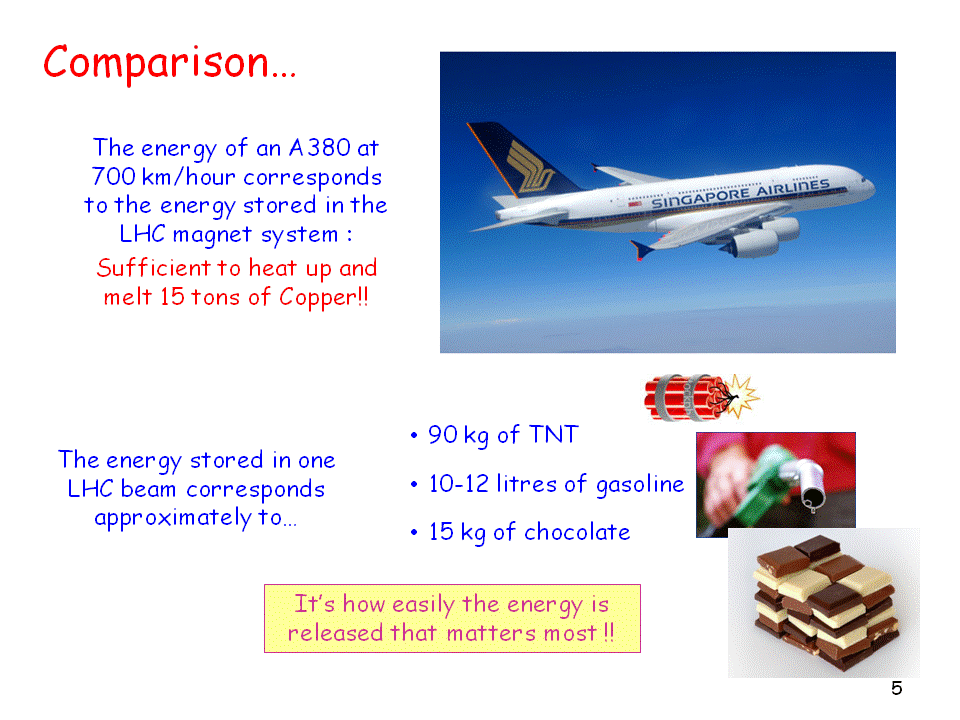 Comparison...
The energy of an A380 at
700 km/hour corresponds
to the energy stored in the
LHC magnet system :
Sufficient to heat up and
melt 15 tons of Copper!!
SINGAPORE AIRLINES
The energy stored in one
LHC beam corresponds
approximately to...
• 90 kg of TNT
• 10-12 litres of gasoline
• 15 kg of chocolate
It's how easily the energy is
released that matters most !!
5